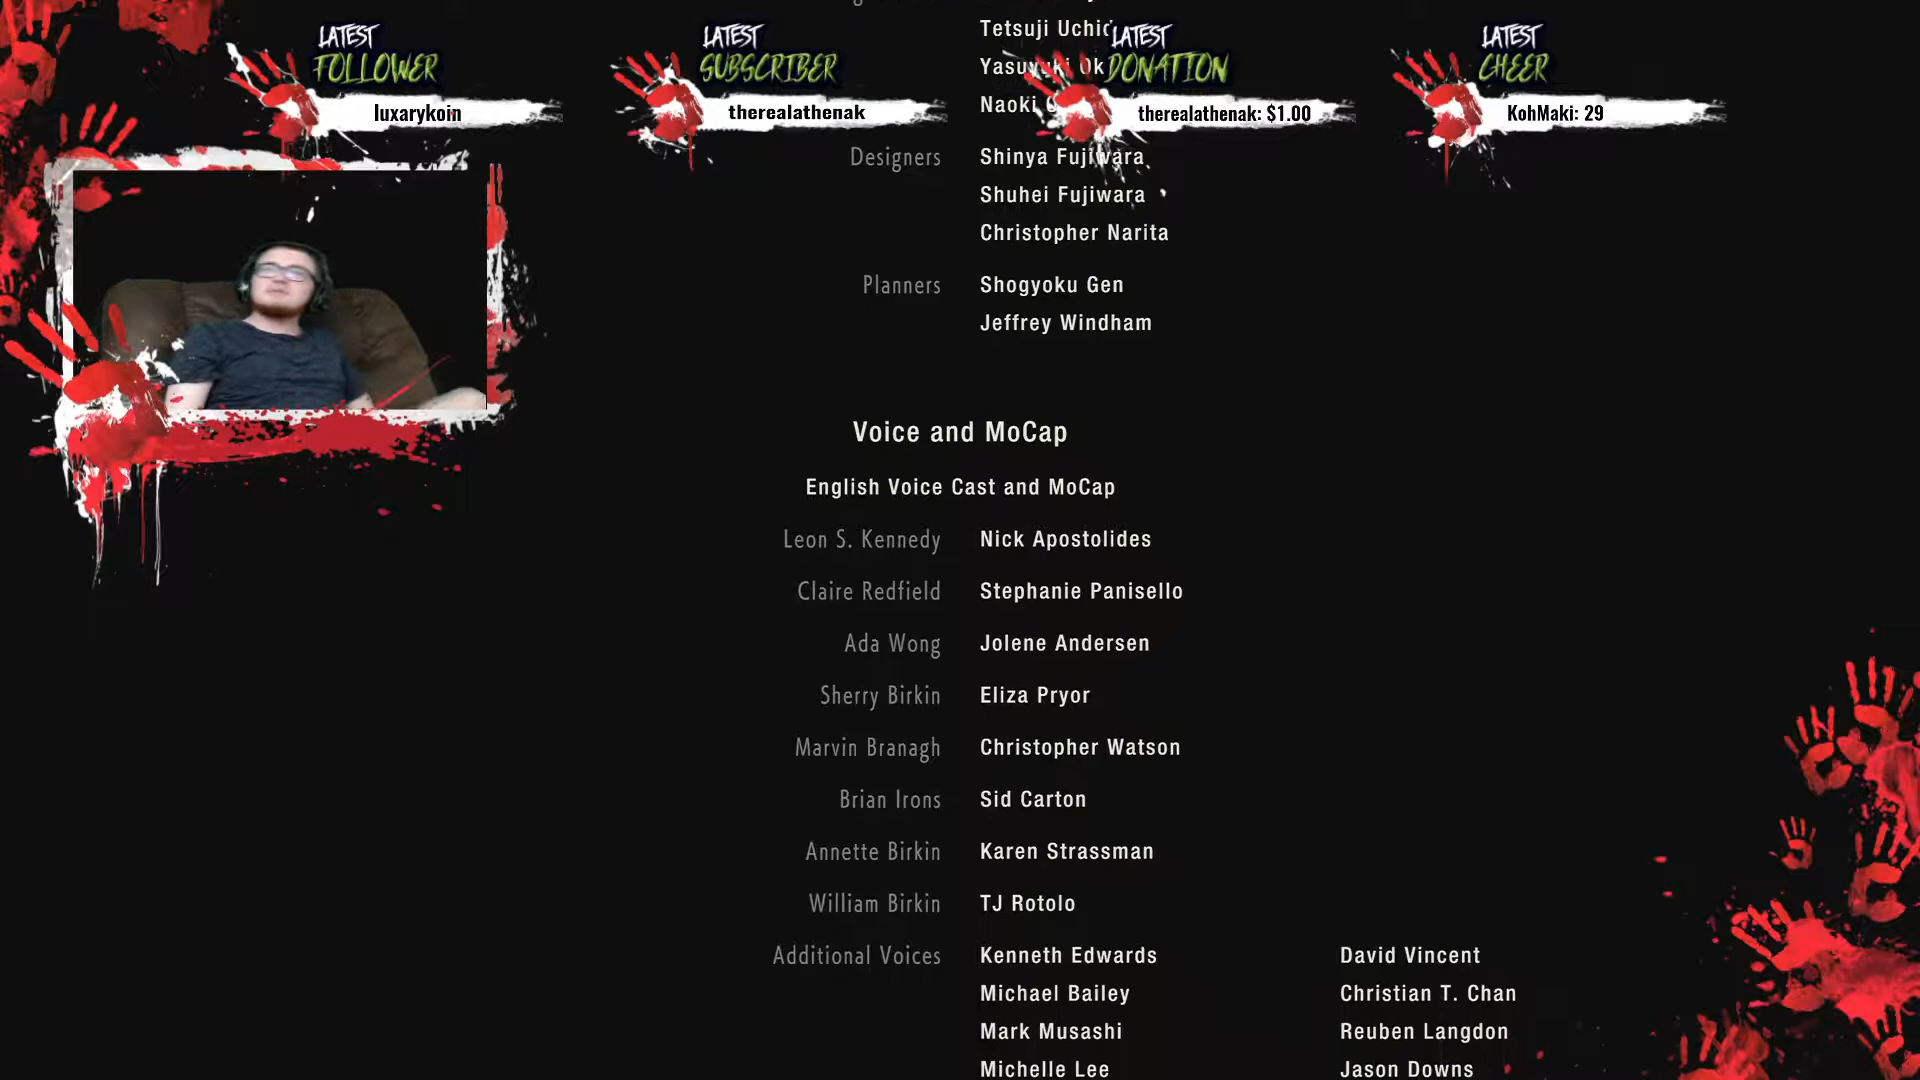 LATEST
FOLLOWER
luxarykoin
LATEST
SUBSCRIBER
therealathenak
LATEST
DONATION
therealathenak: $1.00
LATEST
CHEER
KohMaki: 29
Tetsuji
Naoki
Designers Shinya Fujiwara
Shuhei Fujiwara
Christopher Narita
Planners Shogyoku Gen
Jeffrey Windham
Voice and MoCap
English Voice Cast and MoCap
Leon S. Kennedy Nick Apostolides
Claire Redfield Stephanie Panisello
Ada Wong Jolene Andersen
Sherry Birkin Eliza Pryor
Marvin Branagh Christopher Watson
Brian Irons Sid Carton
Annette Birkin Karen Strassman
William Birkin TJ Rotolo
Additional Voices Kenneth Edwards David Vincent
Michael Bailey Christian T. Chan
Mark Musashi Reuben Langdon
Michelle Lee Jason Downs